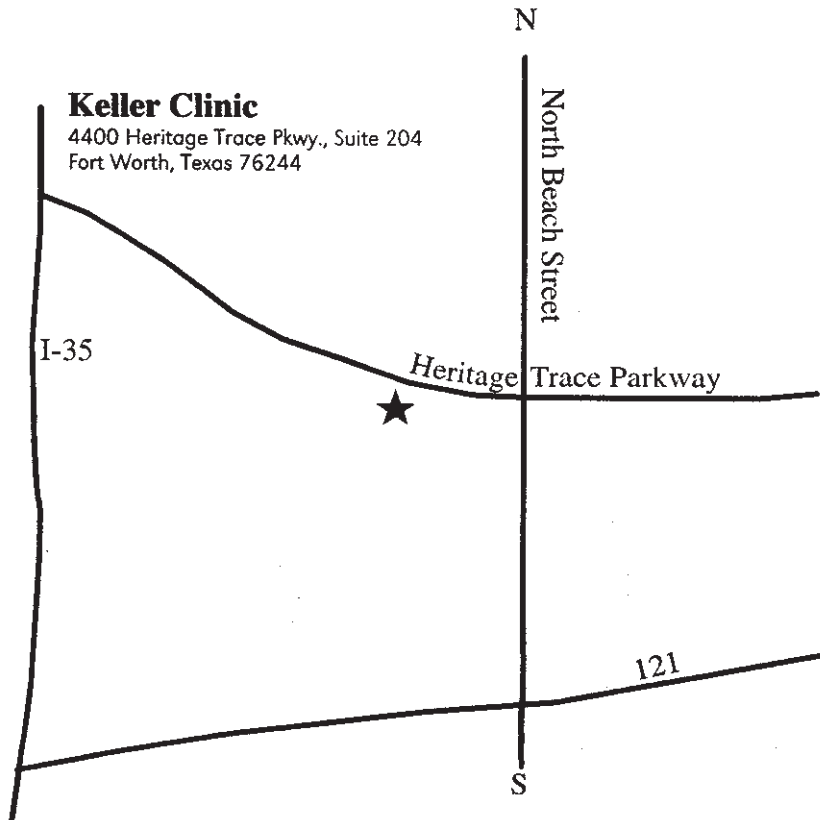 N
Keller Clinic
4400 Heritage Trace Pkwy., Suite 204
Fort Worth, Texas 76244
North Beach Street
I-35
Heritage Trace Parkway
121
S